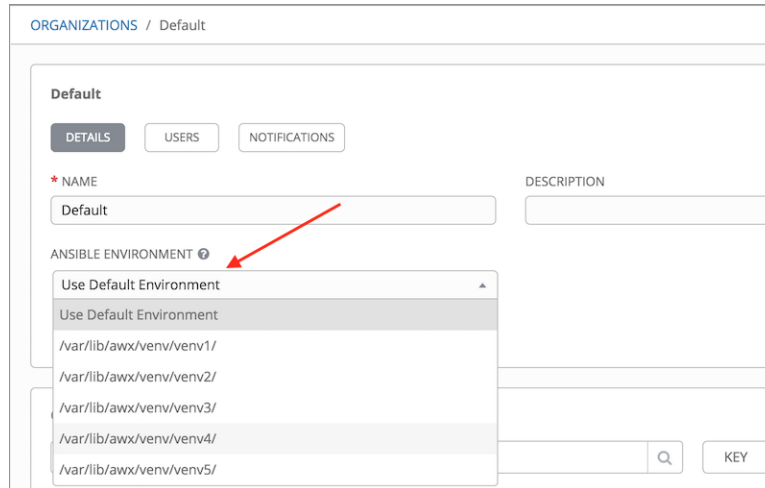 ORGANIZATIONS / Default
Default
DETAILS USERS NOTIFICATIONS
* NAME DESCRIPTION
Default
ANSIBLE ENVIRONMENT ?
Use Default Environment
Use Default Environment
/var/lib/awx/venv/venv1/
/var/lib/awx/venv/venv2/
/var/lib/awx/venv/venv3/
/var/lib/awx/venv/venv4/
KEY
/var/lib/awx/venv/venv5/